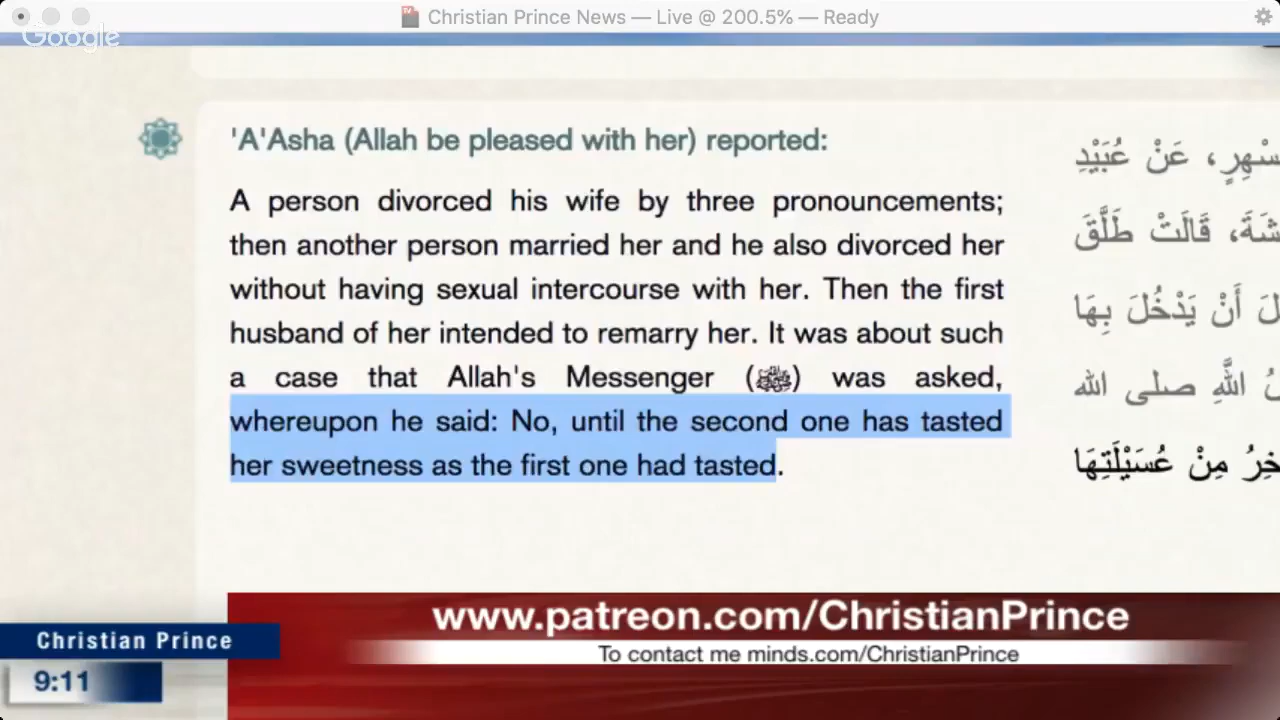 Christian Prince News — Live @ 200.5% — Ready
Google
'A'Asha (Allah be pleased with her) reported:
A person divorced his wife by three pronouncements;
then another person married her and he also divorced her
without having sexual intercourse with her. Then the first
husband of her intended to remarry her. It was about such
a case that Allah's Messenger (ﷺ) was asked,
whereupon he said: No, until the second one has tasted
her sweetness as the first one had tasted.
سْهِرٍ، عَنْ عُبَيْدِ
شَةَ، قَالَتْ طَلَّقَ
لَ أَنْ يَدْخُلَ بِهَا
اللَّهِ صلى الله
خِرُ مِنْ عُسَيْلَتِهَا
www.patreon.com/ChristianPrince
To contact me minds.com/ChristianPrince
Christian Prince
9:11